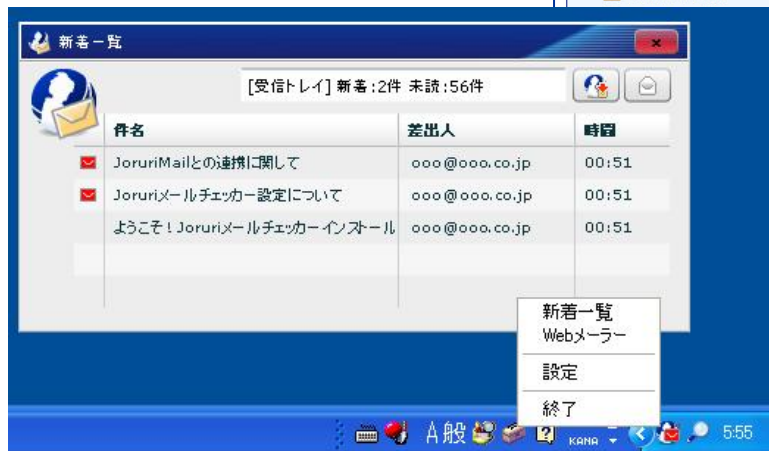 新着一覧
[受信トレイ] 新着:2件 未読:56件
件名 差出人 時間
JoruriMailとの連携に関して ooo@ooo.co.jp 00:51
Joruriメールチェッカー設定について ooo@ooo.co.jp 00:51
ようこそ！Joruriメールチェッカーインストール ooo@ooo.co.jp 00:51
新着一覧
Webメーラー
設定
終了
A般
KANA
5:55